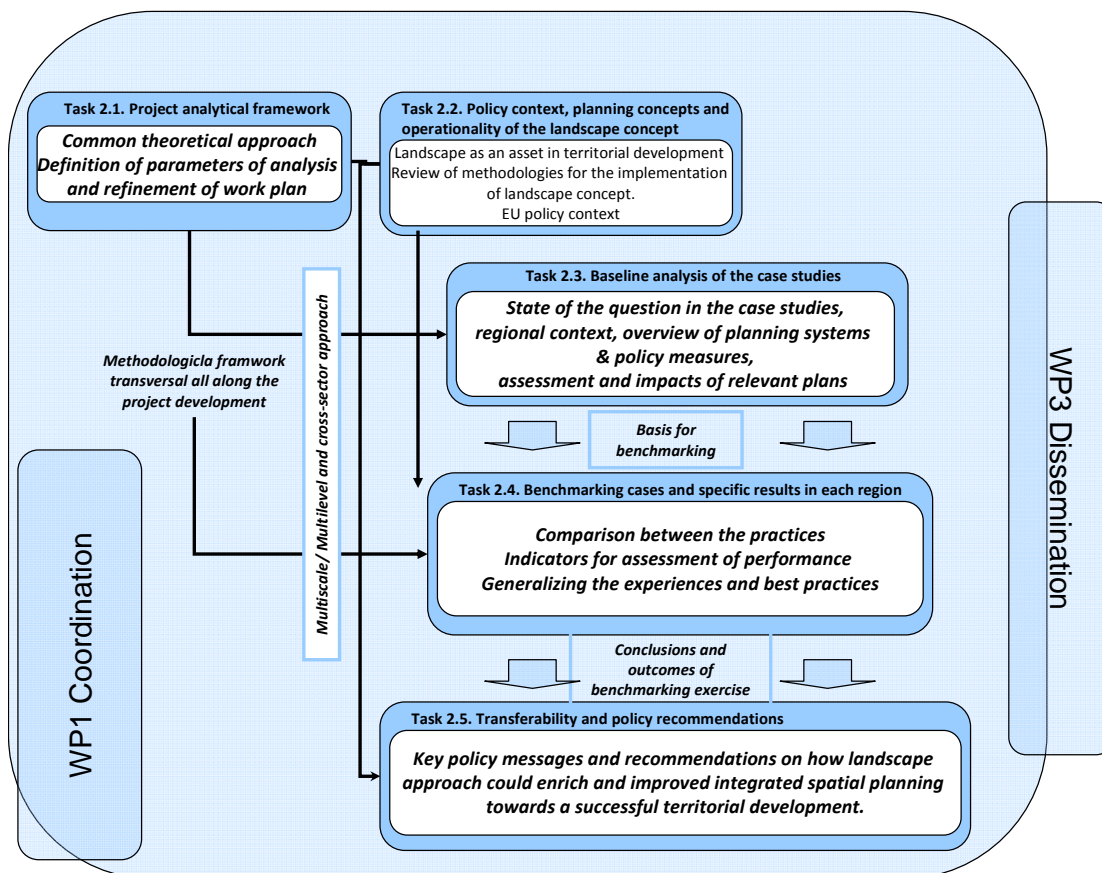 Task 2.1. Project analytical framework
Common theoretical approach
Definition of parameters of analysis
and refinement of work plan
Task 2.2. Policy context, planning concepts and
operationality of the landscape concept
Landscape as an asset in territorial development
Review of methodologies for the implementation
of landscape concept.
EU policy context
Task 2.3. Baseline analysis of the case studies
State of the question in the case studies,
regional context, overview of planning systems
& policy measures,
assessment and impacts of relevant plans
Methodologicla framwork
transversal all along the
project development
Multiscale/ Multilevel and cross-sector approach
Basis for
benchmarking
Task 2.4. Benchmarking cases and specific results in each region
Comparison between the practices
Indicators for assessment of performance
Generalizing the experiences and best practices
Conclusions and
outcomes of
benchmarking exercise
Task 2.5. Transferability and policy recommendations
Key policy messages and recommendations on how landscape
approach could enrich and improved integrated spatial planning
towards a successful territorial development.
WP1 Coordination
WP3 Dissemination